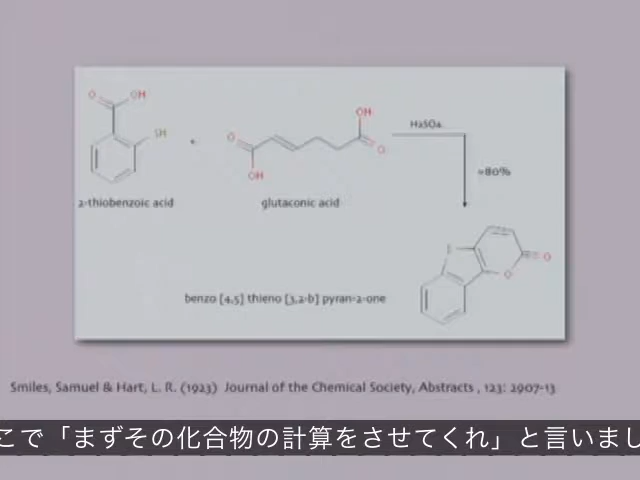 O
OH
SH
+
O
OH
OH
O
H2SO4
≈80%
2-thiobenzoic acid
glutaconic acid
O
O
benzo [4,5] thieno [3,2-b] pyran-2-one
Smiles, Samuel & Hart, L. R. (1923) Journal of the Chemical Society, Abstracts , 123: 2907-13
こで「まずその化合物の計算をさせてくれ」と言いまし